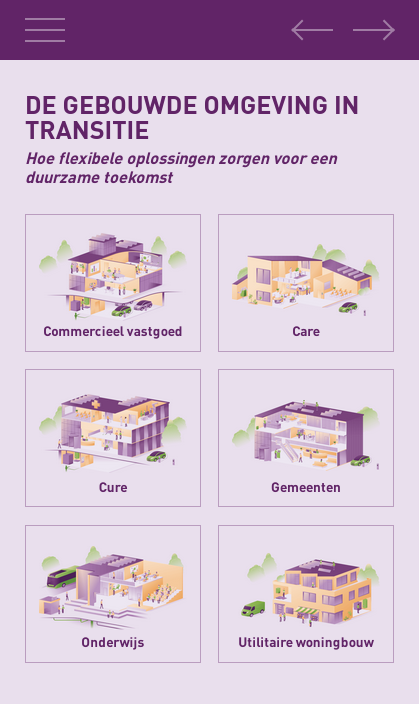 DE GEBOUWDE OMGEVING IN
TRANSITIE
Hoe flexibele oplossingen zorgen voor een
duurzame toekomst
Commercieel vastgoed
Care
Cure
Gemeenten
Onderwijs
Utilitaire woningbouw